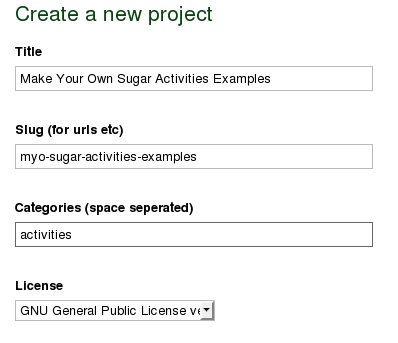 Create a new project
Title
Make Your Own Sugar Activities Examples
Slug (for urls etc)
myo-sugar-activities-examples
Categories (space seperated)
activities
License
GNU General Public License ve